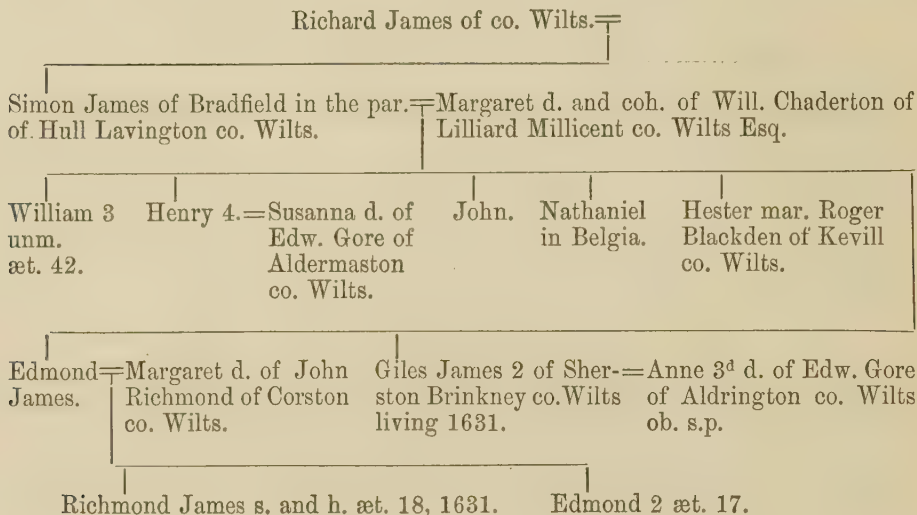 Richard James of co. Wilts.=
Simon James of Bradfield in the par.=Margaret d. and coh. of Will. Chaderton of
of Hull Lavington co. Wilts. Lilliard Millicent co. Wilts Esq.
William 3
unm.
æt. 42.
Henry 4.=Susanna d. of
Edw. Gore of
Aldermaston
co. Wilts.
John.
Nathaniel
in Belgia.
Hester mar. Roger
Blackden of Kevill
co. Wilts.
Edmond=Margaret d. of John
James. Richmond of Corston
co. Wilts.
Giles James 2 of Sher-=Anne 3d d. of Edw. Gore
ston Brinkney co. Wilts of Aldrington co. Wilts
living 1631. ob. s.p.
Richmond James s. and h. æt. 18, 1631.
Edmond 2 æt. 17.